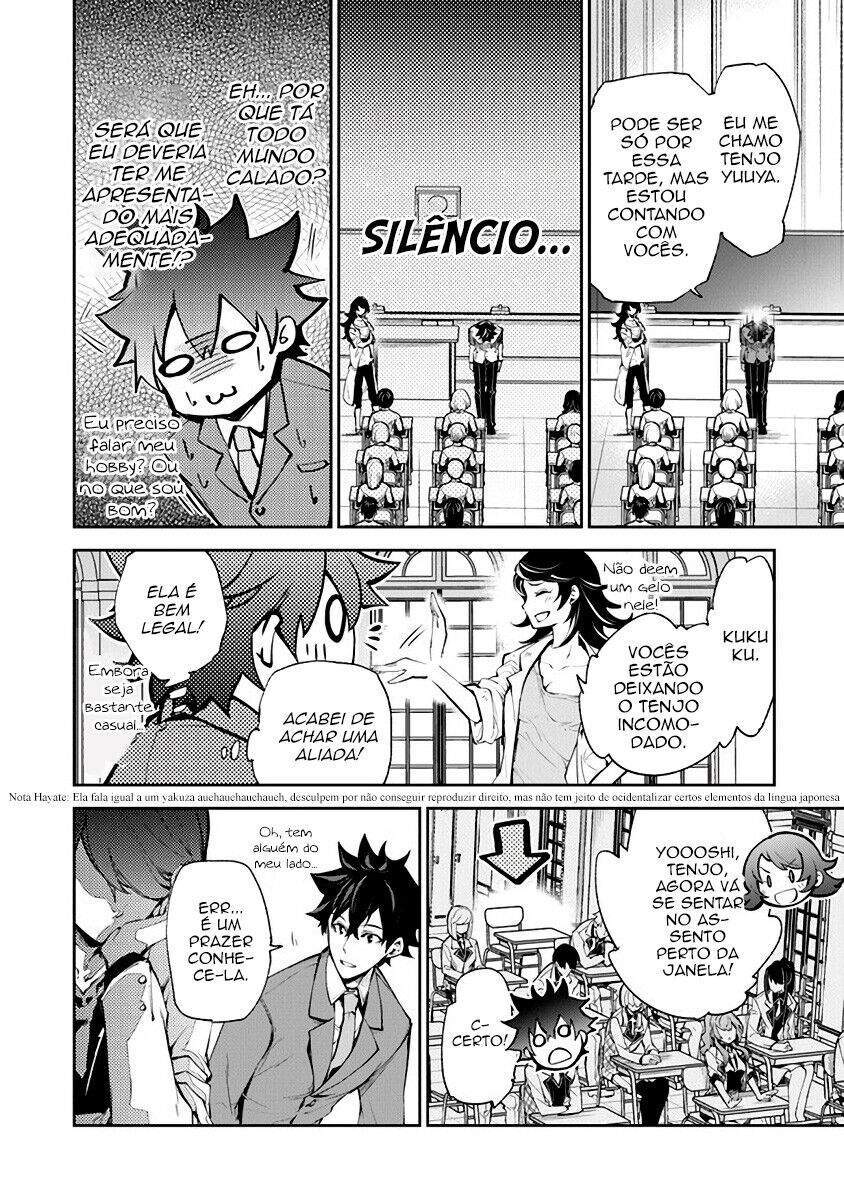 EU ME
CHAMO
TENJO
YUUYA.
PODE SER
SÓ POR
ESSA
TARDE, MAS
ESTOU
CONTANDO
COM
VOCÊS.
SILÊNCIO...
EH... POR
QUE TÁ
TODO
MUNDO
CALADO?
SERÁ QUE
EU DEVERIA
TER ME
APRESENTA-
DO MAIS
ADEQUADA-
MENTE!?
Eu preciso
falar meu
hobby? Ou
no que sou
bom?
Não deem
um gelo
nele!
KUKU
KU.
VOCÊS
ESTÃO
DEIXANDO
O TENJO
INCOMO-
DADO.
ELA É
BEM
LEGAL!
Embora
seja
bastante
casual..
ACABEI DE
ACHAR UMA
ALIADA!
Nota Hayate: Ela fala igual a um yakuza auehauchauehaueh, desculpem por não conseguir reproduzir direito, mas não tem jeito de ocidentalizar certos elementos da língua japonesa
YOOOSHI,
TENJO,
AGORA VÁ
SE SENTAR
NO AS-
SENTO
PERTO DA
JANELA!
C-
CERTO!
Oh, tem
alguém do
meu lado...
ERR...
É UM
PRAZER
CONHE-
CE-LA.